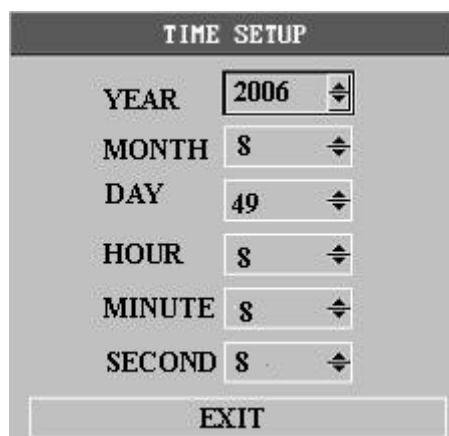 TIME SETUP
YEAR 2006
MONTH 8
DAY 49
HOUR 8
MINUTE 8
SECOND 8
EXIT